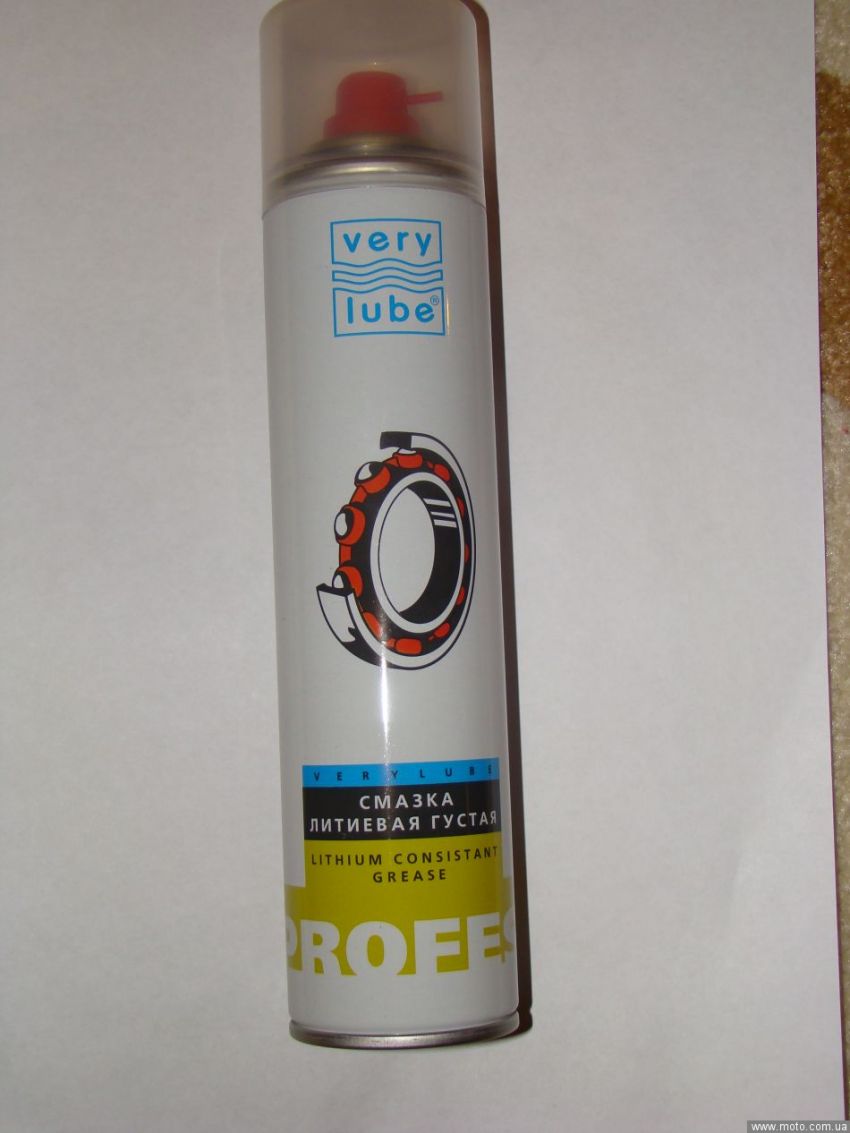 very
lube®
VERYLUBE
СМАЗКА
ЛИТИЕВАЯ ГУСТАЯ
LITHIUM CONSISTANT
GREASE
PROFES
www.moto.com.ua